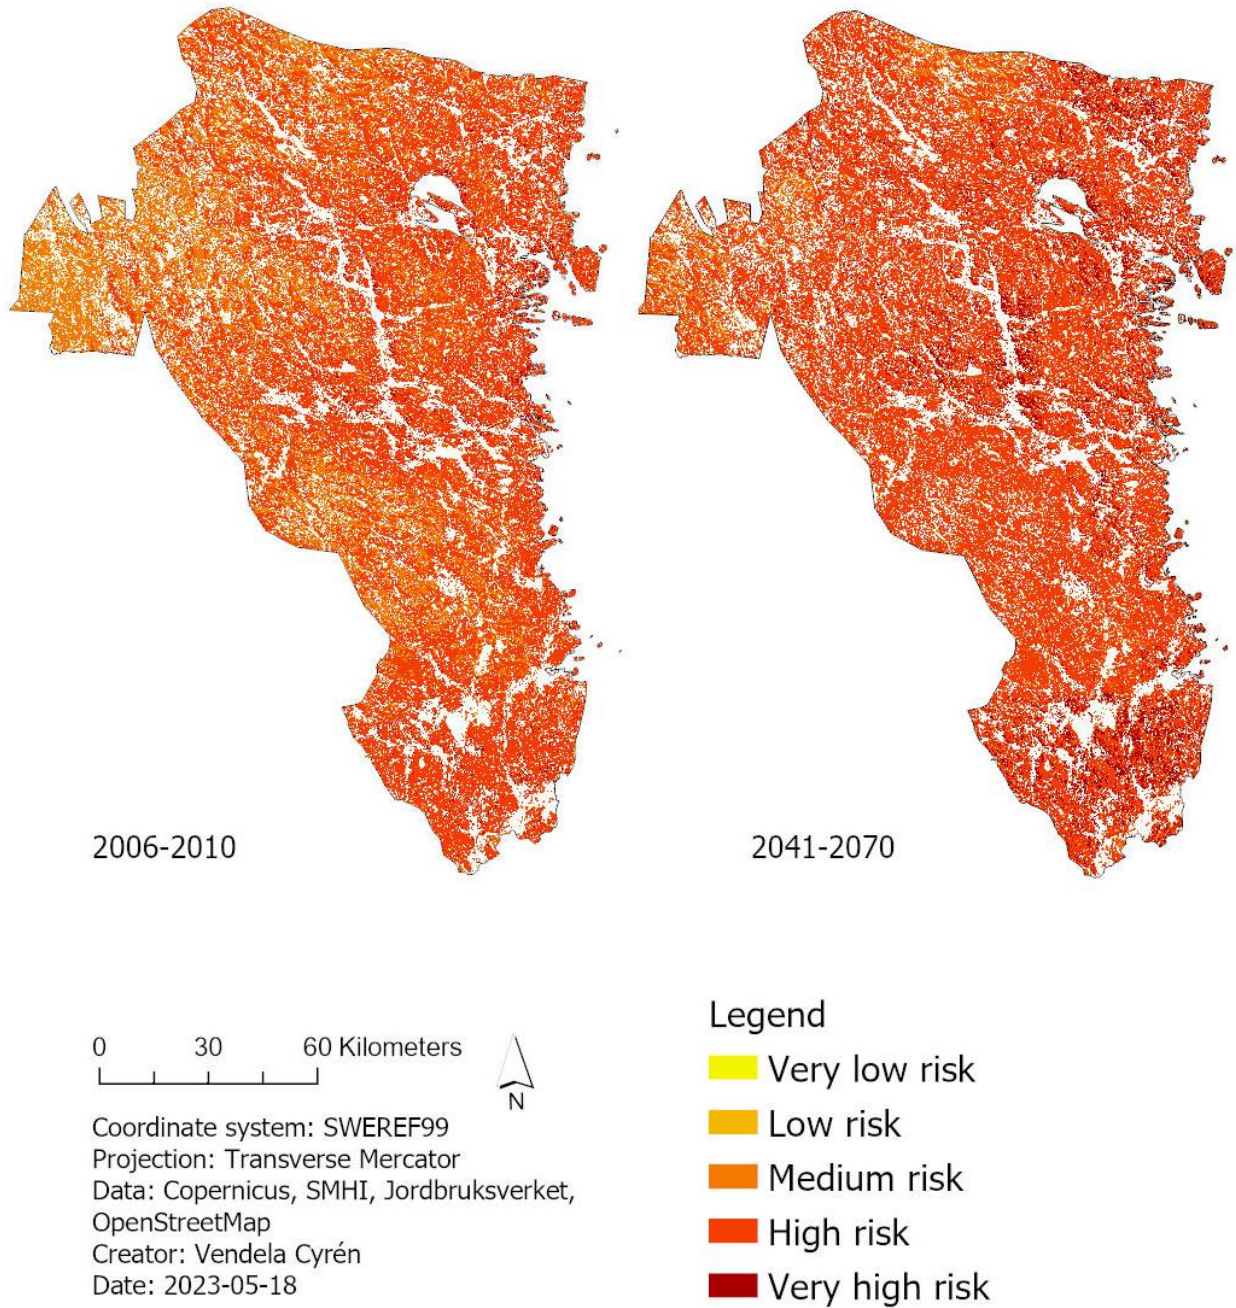 2006-2010
2041-2070
0 30 60 Kilometers
N
Coordinate system: SWEREF99
Projection: Transverse Mercator
Data: Copernicus, SMHI, Jordbruksverket,
OpenStreetMap
Creator: Vendela Cyrén
Date: 2023-05-18
Legend
Very low risk
Low risk
Medium risk
High risk
Very high risk